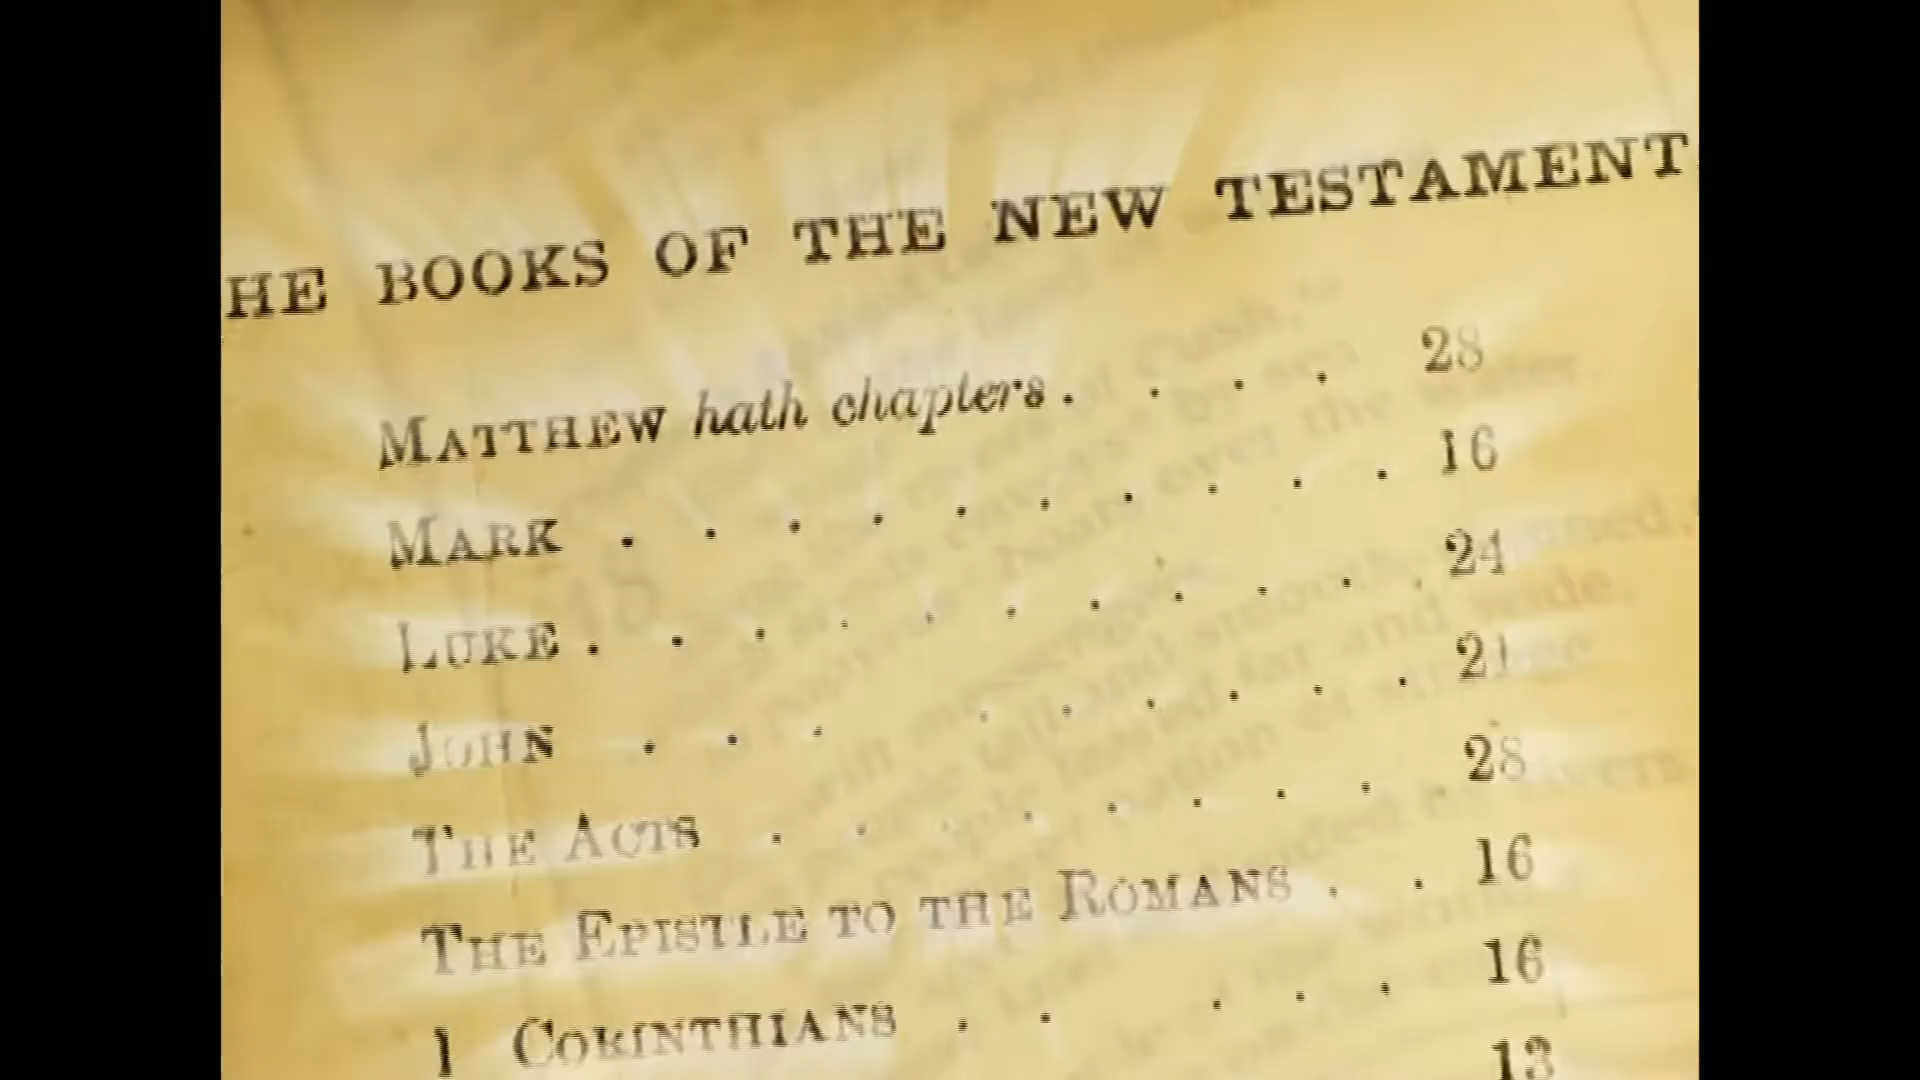 HE BOOKS OF THE NEW TESTAMENT.
MATTHEW hath chapters . . . . 28
MARK . . . . . . . . . . 16
LUKE . . . . . . . . . . . 24
JOHN . . . . . . . . . 21
THE ACTS . . . . . . . . 28
THE EPISTLE TO THE ROMANS . . 16
1 CORINTHIANS . . . . . 16
13